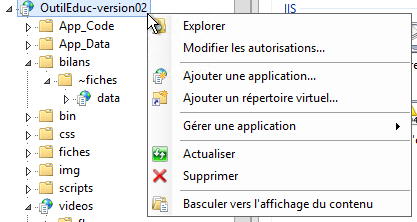 OutilEduc-version02
App_Code
App_Data
bilans
~fiches
data
bin
css
fiches
img
scripts
videos
Explorer
Modifier les autorisations...
Ajouter une application...
Ajouter un répertoire virtuel...
Gérer une application
Actualiser
Supprimer
Basculer vers l'affichage du contenu
IIS